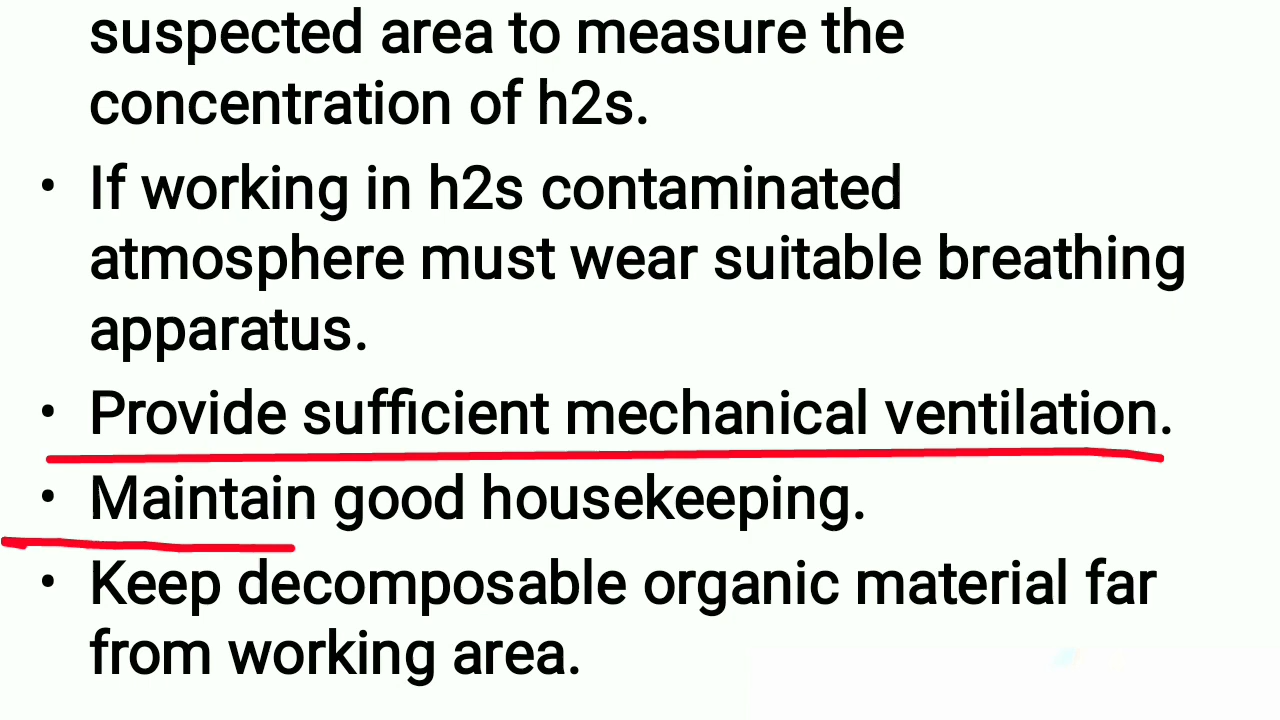 suspected area to measure the
concentration of h2s.
• If working in h2s contaminated
atmosphere must wear suitable breathing
apparatus.
• Provide sufficient mechanical ventilation.
• Maintain good housekeeping.
• Keep decomposable organic material far
from working area.